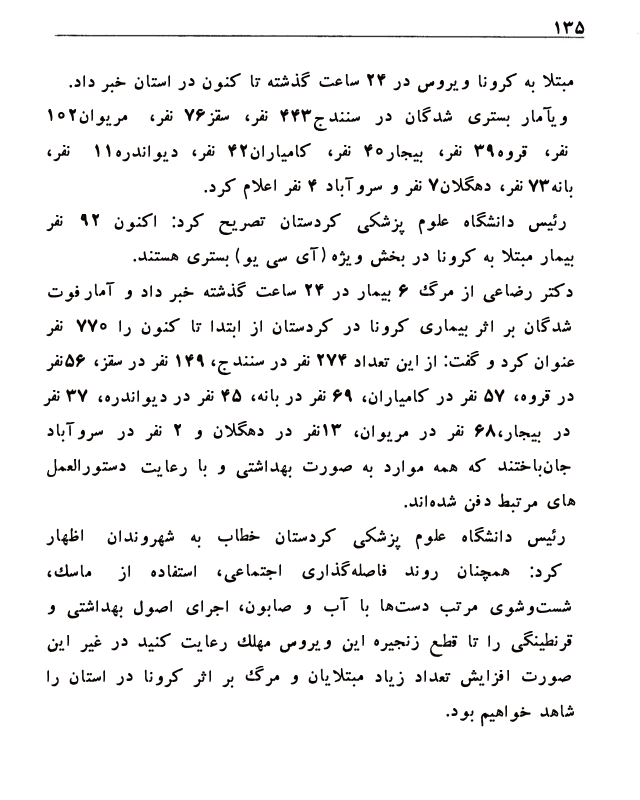 ۱۳۵
مبتلا به کرونا ویروس در ۲۴ ساعت گذشته تا کنون در استان خبر داد.
ویآمار بستری شدگان در سنندج۴۴۳ نفر، سقز۷۶ نفر، مریوان۱۰۲
نفر، قروه۳۹ نفر، بیجار۴۰ نفر، کامیاران۴۲ نفر، دیواندره۱۱ نفر،
بانه۷۳ نفر، دهگلان۷ نفر و سروآباد ۴ نفر اعلام کرد.
رئیس دانشگاه علوم پزشکی کردستان تصریح کرد: اکنون ۹۲ نفر
بیمار مبتلا به کرونا در بخش ویژه (آی سی یو) بستری هستند.
دکتر رضاعی از مرگ ۶ بیمار در ۲۴ ساعت گذشته خبر داد و آمارفوت
شدگان بر اثر بیماری کرونا در کردستان از ابتدا تا کنون را ۷۷۰ نفر
عنوان کرد و گفت: از این تعداد ۲۷۴ نفر در سنندج، ۱۴۹ نفر در سقز، ۵۶نفر
در قروه، ۵۷ نفر در کامیاران، ۶۹ نفر در بانه، ۴۵ نفر در دیواندره، ۳۷ نفر
در بیجار،۶۸ نفر در مریوان، ۱۳نفر در دهگلان و ۲ نفر در سروآباد
جان‌باختند که همه موارد به صورت بهداشتی و با رعایت دستورالعمل
های مرتبط دفن شده‌اند.
رئیس دانشگاه علوم پزشکی کردستان خطاب به شهروندان اظهار
کرد: همچنان روند فاصله‌گذاری اجتماعی، استفاده از ماسک،
شست‌وشوی مرتب دست‌ها با آب و صابون، اجرای اصول بهداشتی و
قرنطینگی را تا قطع زنجیره این ویروس مهلک رعایت کنید در غیر این
صورت افزایش تعداد زیاد مبتلایان و مرگ بر اثر کرونا در استان را
شاهد خواهیم بود.